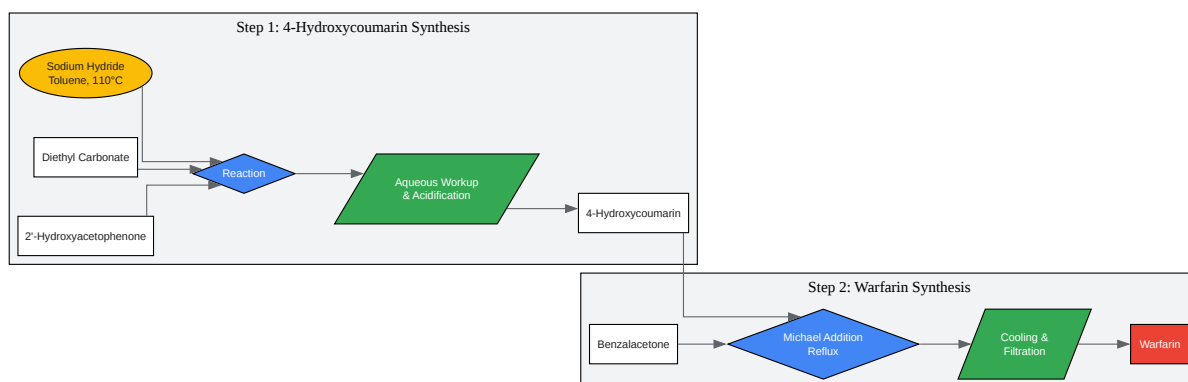 Step 1: 4-Hydroxycoumarin Synthesis
Sodium Hydride
Toluene, 110°C
Diethyl Carbonate
Reaction
2'-Hydroxyacetophenone
Aqueous Workup
& Acidification
4-Hydroxycoumarin
Step 2: Warfarin Synthesis
Benzalacetone
Michael Addition
Reflux
Cooling &
Filtration
Warfarin